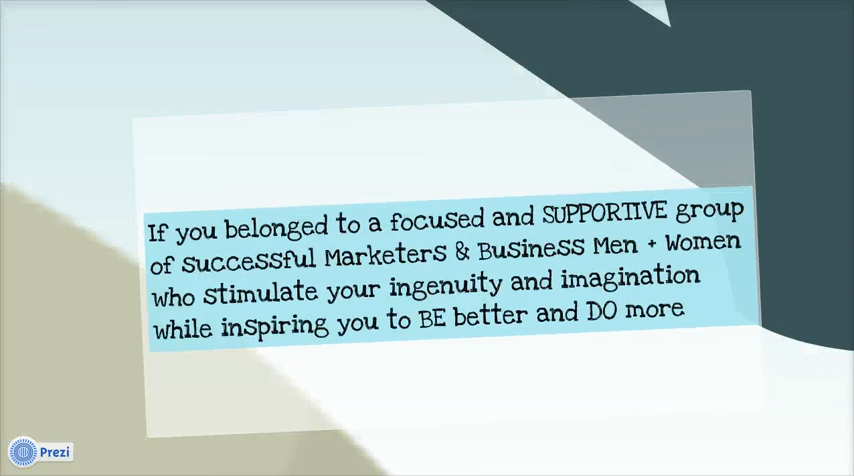 If you belonged to a focused and SUPPORTIVE group
of successful Marketers & Business Men + Women
who stimulate your ingenuity and imagination
while inspiring you to BE better and DO more
Prezi